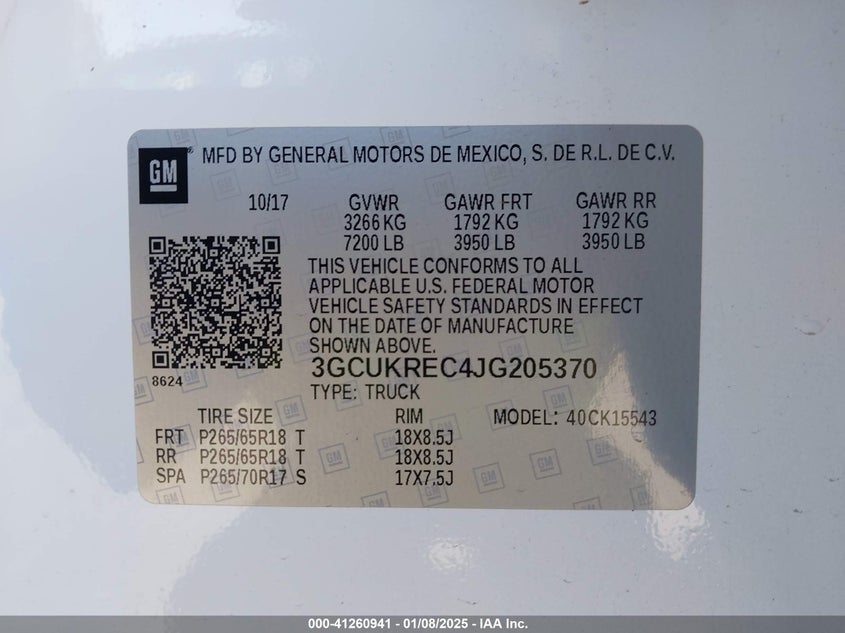 GM
MFD BY GENERAL MOTORS DE MEXICO, S. DE R.L. DE C.V.
10/17 GVWR GAWR FRT GAWR RR
3266 KG 1792 KG 1792 KG
7200 LB 3950 LB 3950 LB
THIS VEHICLE CONFORMS TO ALL
APPLICABLE U.S. FEDERAL MOTOR
VEHICLE SAFETY STANDARDS IN EFFECT
ON THE DATE OF MANUFACTURE
SHOWN ABOVE.
3GCUKREC4JG205370
8624
TYPE: TRUCK
TIRE SIZE RIM MODEL: 40CK15543
FRT P265/65R18 T 18X8.5J
RR P265/65R18 T 18X8.5J
SPA P265/70R17 S 17X7.5J
000-41260941 - 01/08/2025 - IAA Inc.